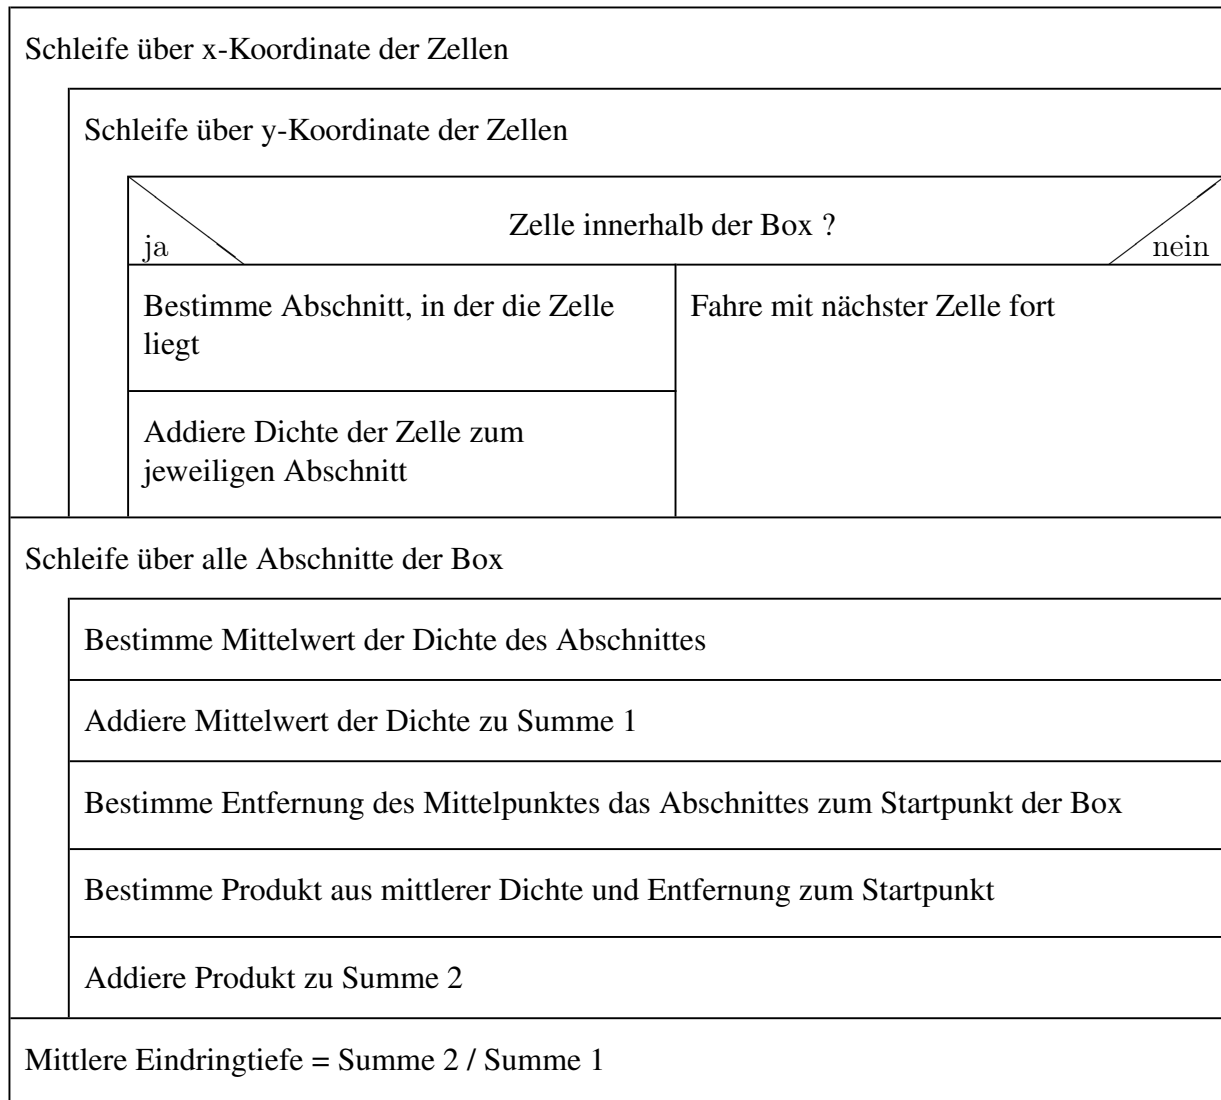 Schleife über x-Koordinate der Zellen
Schleife über y-Koordinate der Zellen
Zelle innerhalb der Box ?
ja
nein
Bestimme Abschnitt, in der die Zelle
liegt
Fahre mit nächster Zelle fort
Addiere Dichte der Zelle zum
jeweiligen Abschnitt
Schleife über alle Abschnitte der Box
Bestimme Mittelwert der Dichte des Abschnittes
Addiere Mittelwert der Dichte zu Summe 1
Bestimme Entfernung des Mittelpunktes das Abschnittes zum Startpunkt der Box
Bestimme Produkt aus mittlerer Dichte und Entfernung zum Startpunkt
Addiere Produkt zu Summe 2
Mittlere Eindringtiefe = Summe 2 / Summe 1